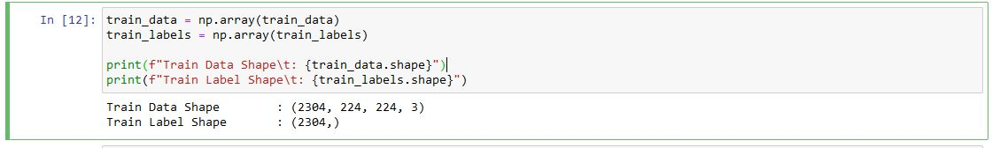 In [12]: train_data = np.array(train_data)
train_labels = np.array(train_labels)
print(f"Train Data Shape\t: {train_data.shape}")
print(f"Train Label Shape\t: {train_labels.shape}")
Train Data Shape        : (2304, 224, 224, 3)
Train Label Shape       : (2304,)